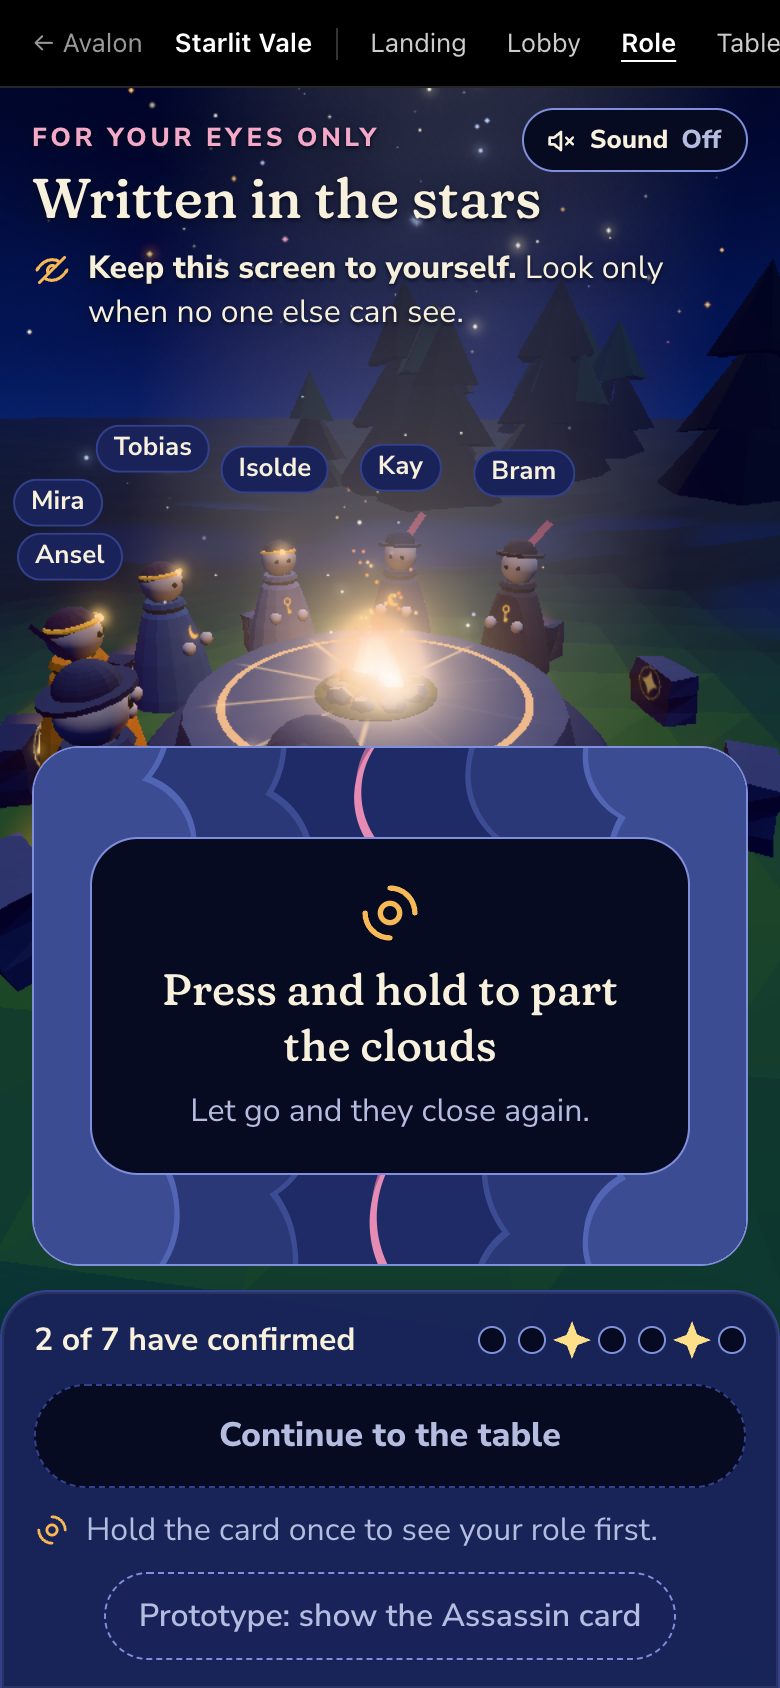 ← Avalon Starlit Vale Landing Lobby Role Table
FOR YOUR EYES ONLY
Sound Off
Written in the stars
Keep this screen to yourself. Look only
when no one else can see.
Tobias
Isolde
Kay
Bram
Mira
Ansel
Press and hold to part
the clouds
Let go and they close again.
2 of 7 have confirmed
Continue to the table
Hold the card once to see your role first.
Prototype: show the Assassin card